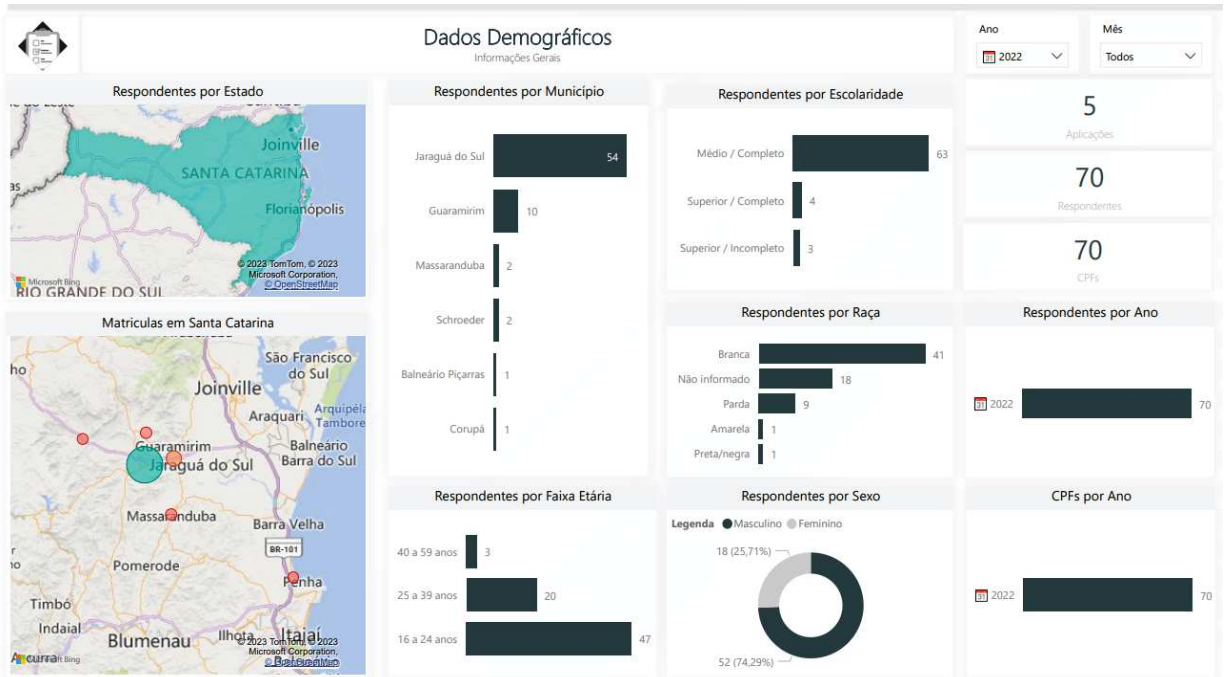 Dados Demográficos
Informações Gerais
Ano
2022
Mês
Todos
Respondentes por Estado
Joinville
SANTA CATARINA
Florianópolis
© 2023 TomTom, © 2023
Microsoft Corporation,
© OpenStreetMap
Microsoft Bing
RIO GRANDE DO SUL
Respondentes por Município
Jaraguá do Sul 54
Guaramirim 10
Massaranduba 2
Schroeder 2
Balneário Piçarras 1
Corupá 1
Respondentes por Escolaridade
Médio / Completo 63
Superior / Completo 4
Superior / Incompleto 3
5
Aplicações
70
Respondentes
70
CPFs
Matriculas em Santa Catarina
São Francisco
do Sul
Joinville
Araquari
Arquipéla
Tambore
Guaramirim
Balneário
Jaraguá do Sul
Barra do Sul
Massaranduba
Barra Velha
BR-101
Pomerode
Penha
Timbó
Indaial
Blumenau
Ilhota
Itajaí
© 2023 TomTom, © 2023
Microsoft Corporation,
© OpenStreetMap
Respondentes por Raça
Branca 41
Não informado 18
Parda 9
Amarela 1
Preta/negra 1
Respondentes por Ano
2022 70
Respondentes por Faixa Etária
40 a 59 anos 3
25 a 39 anos 20
16 a 24 anos 47
Respondentes por Sexo
Legenda Masculino Feminino
18 (25,71%)
52 (74,29%)
CPFs por Ano
2022 70